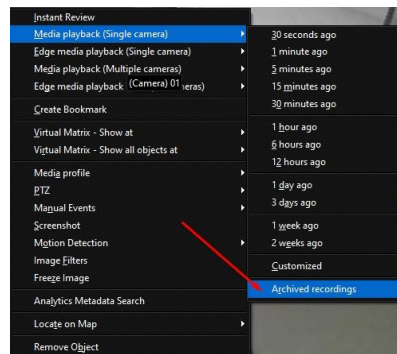 Instant Review
Media playback (Single camera)
Edge media playback (Single camera)
Media playback (Multiple cameras)
Edge media playback (Camera) 01 neras)
Create Bookmark
Virtual Matrix - Show at
Virtual Matrix - Show all objects at
Media profile
PTZ
Manual Events
Screenshot
Motion Detection
Image Filters
Freeze Image
Analytics Metadata Search
Locate on Map
Remove Object
30 seconds ago
1 minute ago
5 minutes ago
15 minutes ago
30 minutes ago
1 hour ago
6 hours ago
12 hours ago
1 day ago
3 days ago
1 week ago
2 weeks ago
Customized
Archived recordings